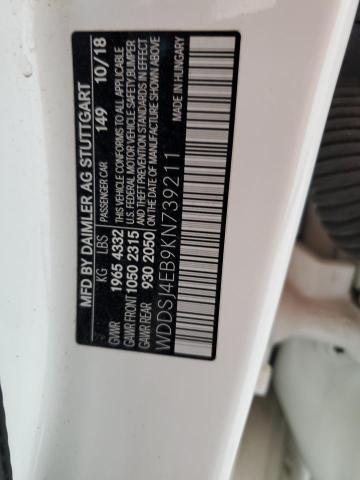 MFD BY DAIMLER AG STUTTGART
PASSENGER CAR 149 10/18
KG LBS
GVWR 1965 4332
GAWR FRONT 1050 2315
GAWR REAR 930 2050
THIS VEHICLE CONFORMS TO ALL APPLICABLE
U.S. FEDERAL MOTOR VEHICLE SAFETY, BUMPER
AND THEFT PREVENTION STANDARDS IN EFFECT
ON THE DATE OF MANUFACTURE SHOWN ABOVE
MADE IN HUNGARY
WDDSJ4EB9KN739211